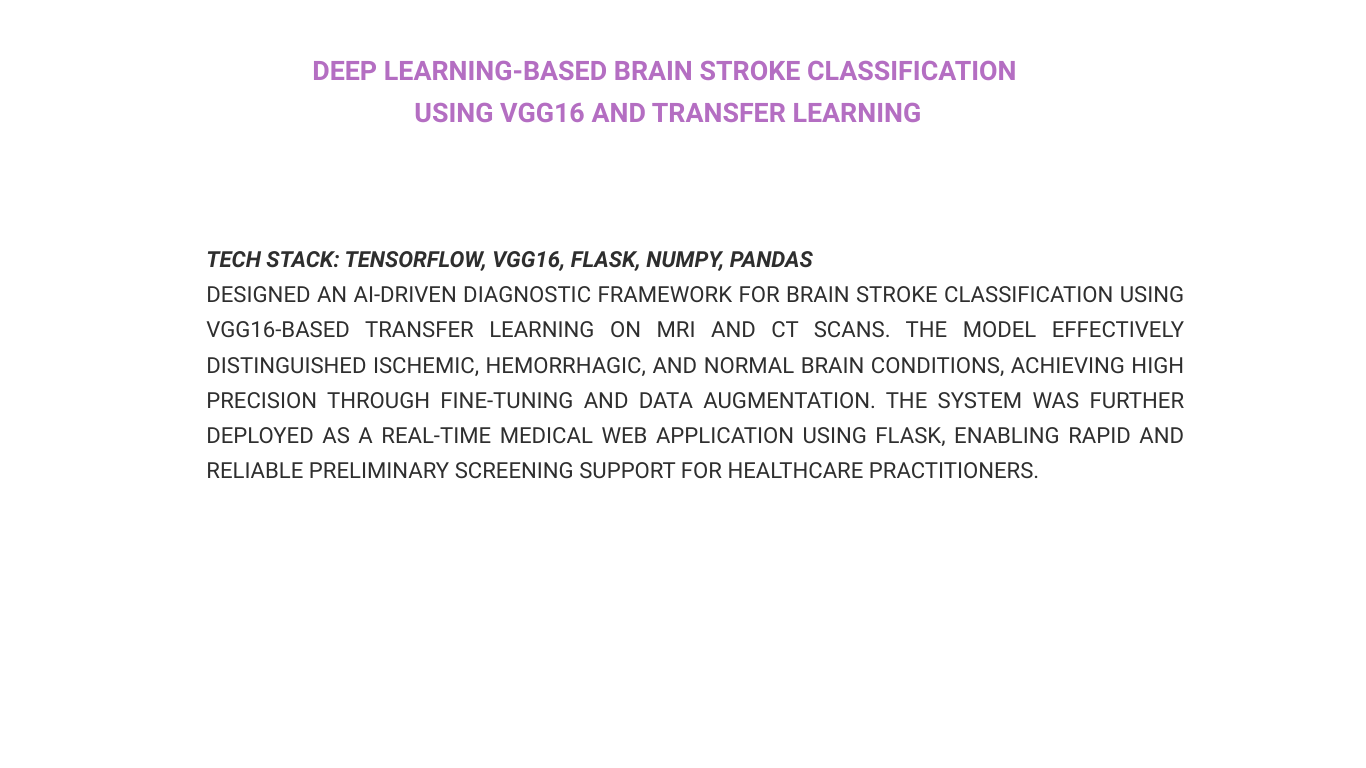 DEEP LEARNING-BASED BRAIN STROKE CLASSIFICATION
USING VGG16 AND TRANSFER LEARNING
TECH STACK: TENSORFLOW, VGG16, FLASK, NUMPY, PANDAS
DESIGNED AN AI-DRIVEN DIAGNOSTIC FRAMEWORK FOR BRAIN STROKE CLASSIFICATION USING
VGG16-BASED TRANSFER LEARNING ON MRI AND CT SCANS. THE MODEL EFFECTIVELY
DISTINGUISHED ISCHEMIC, HEMORRHAGIC, AND NORMAL BRAIN CONDITIONS, ACHIEVING HIGH
PRECISION THROUGH FINE-TUNING AND DATA AUGMENTATION. THE SYSTEM WAS FURTHER
DEPLOYED AS A REAL-TIME MEDICAL WEB APPLICATION USING FLASK, ENABLING RAPID AND
RELIABLE PRELIMINARY SCREENING SUPPORT FOR HEALTHCARE PRACTITIONERS.